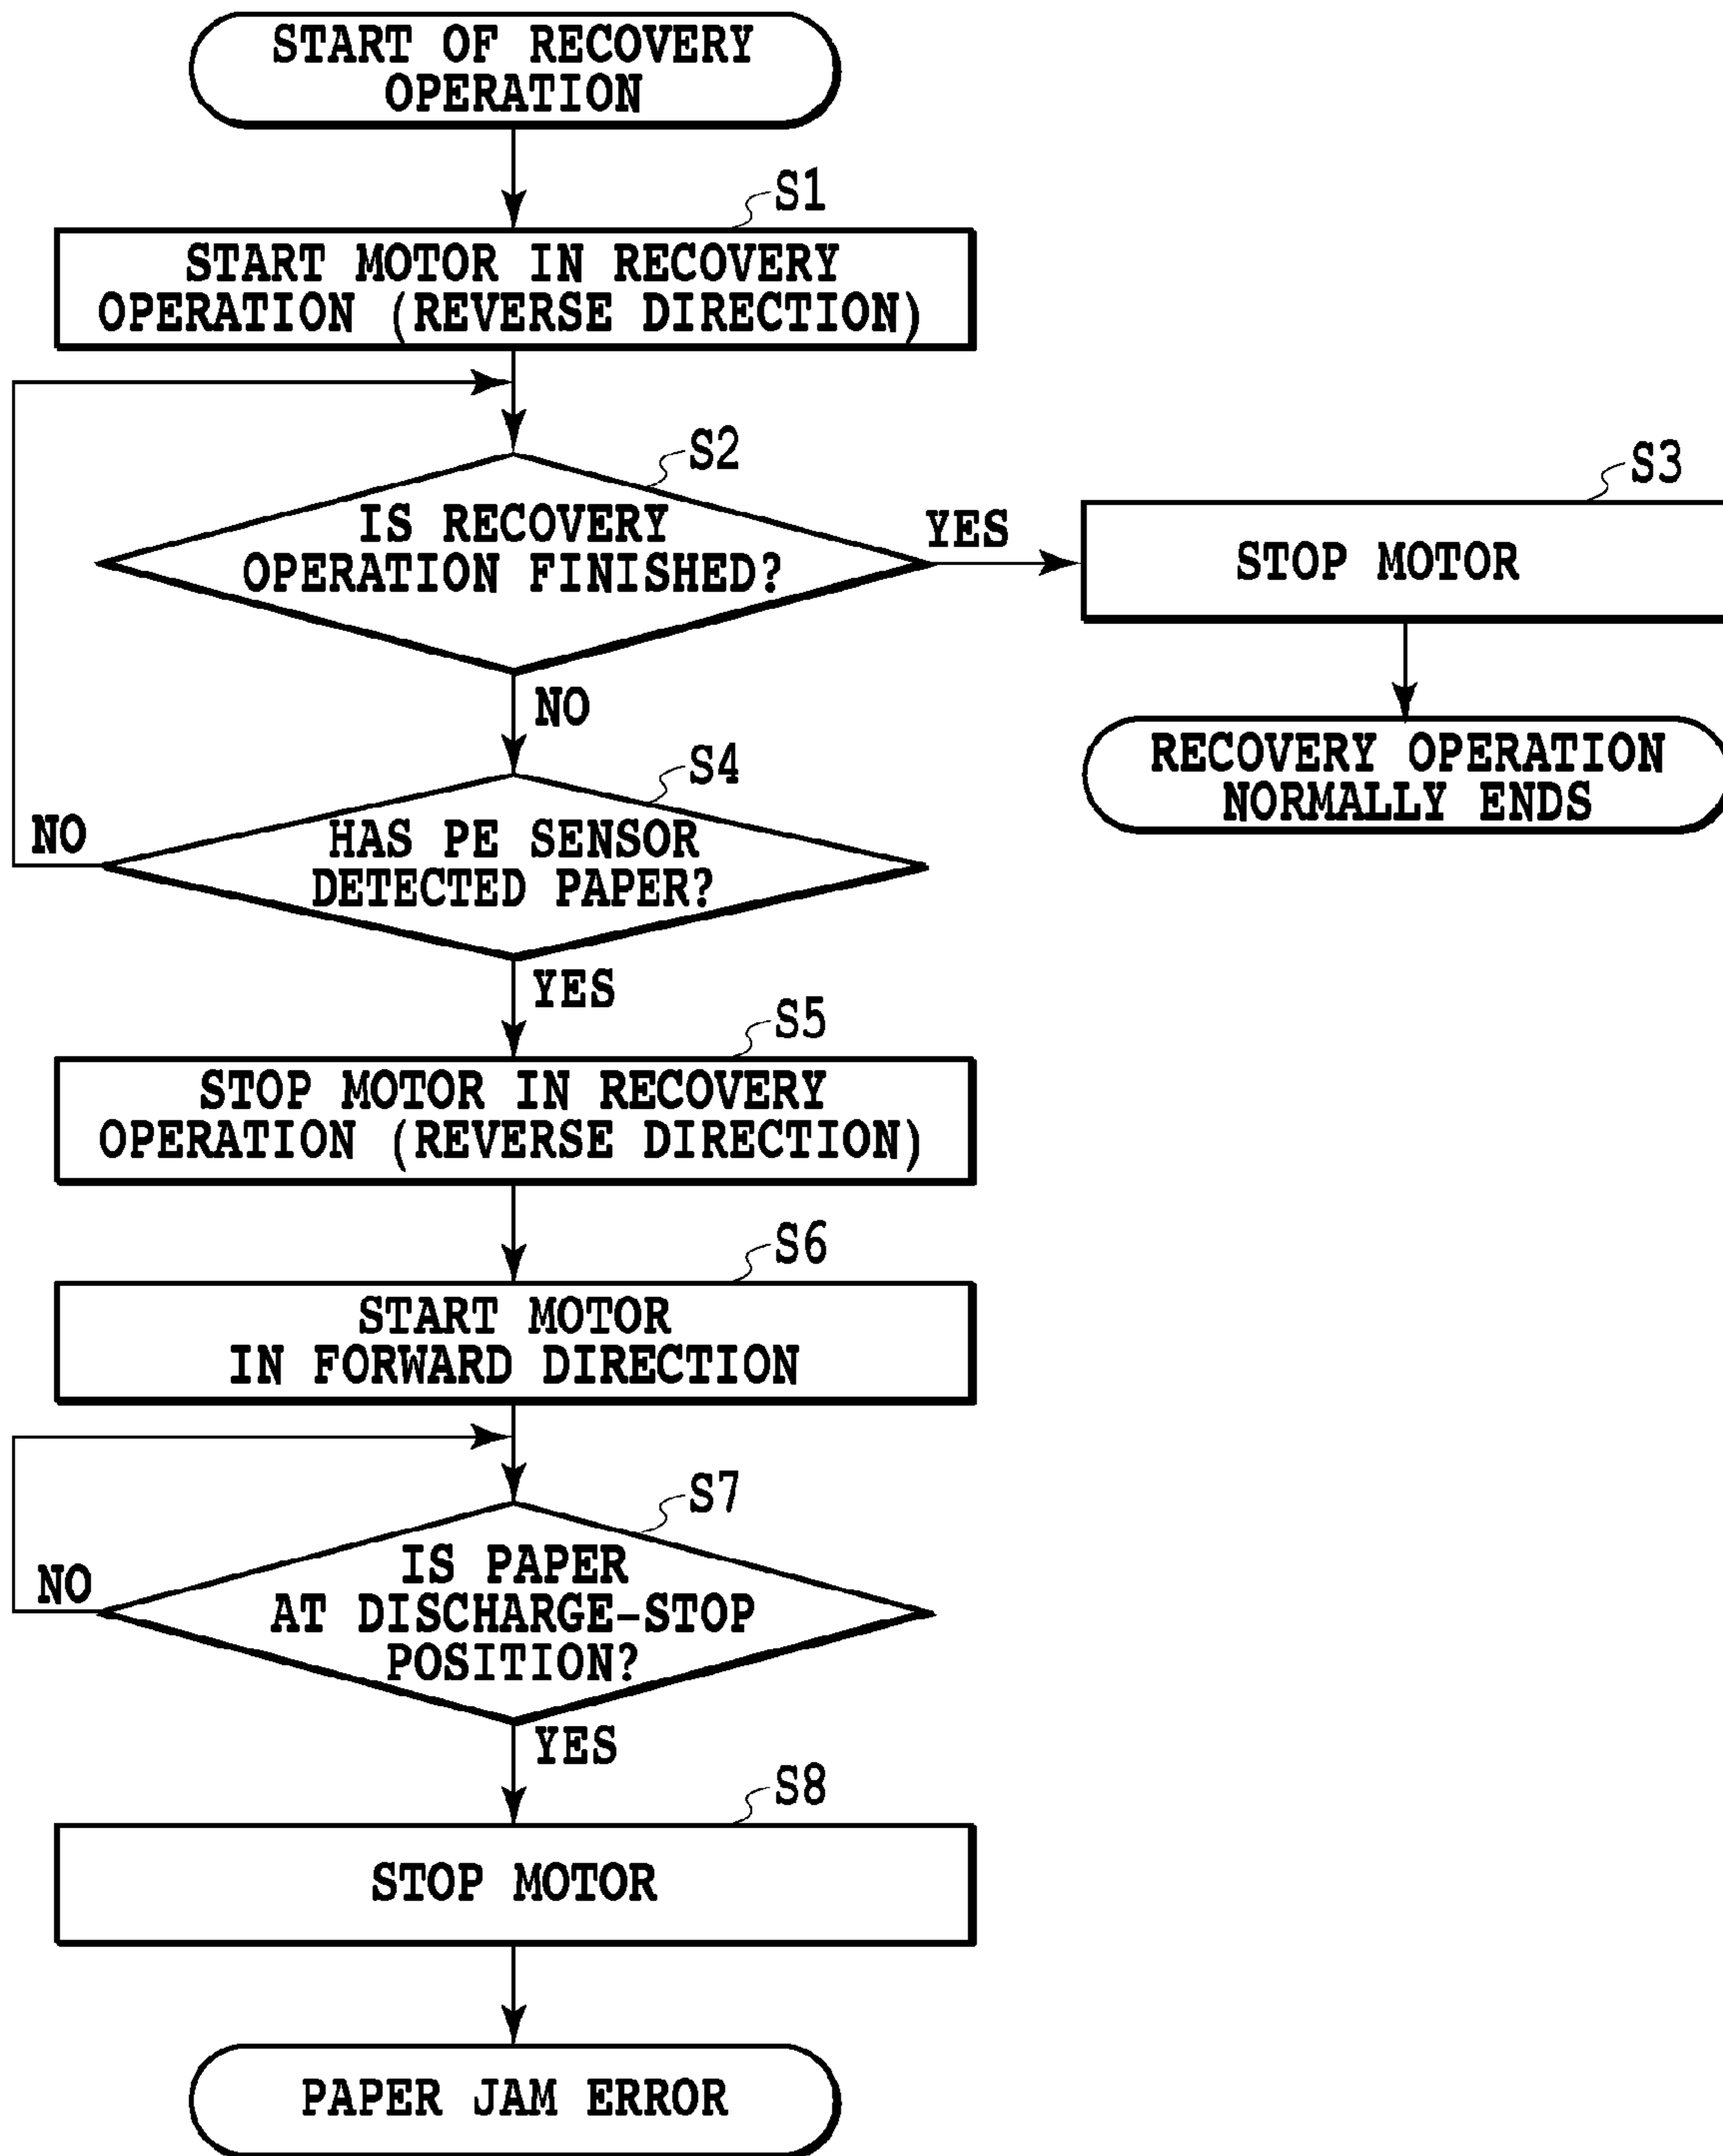 START OF RECOVERY
OPERATION
S1
START MOTOR IN RECOVERY
OPERATION (REVERSE DIRECTION)
S2
IS RECOVERY
OPERATION FINISHED?
YES
S3
STOP MOTOR
RECOVERY OPERATION
NORMALLY ENDS
NO
S4
HAS PE SENSOR
DETECTED PAPER?
NO
YES
S5
STOP MOTOR IN RECOVERY
OPERATION (REVERSE DIRECTION)
S6
START MOTOR
IN FORWARD DIRECTION
S7
IS PAPER
AT DISCHARGE-STOP
POSITION?
NO
YES
S8
STOP MOTOR
PAPER JAM ERROR